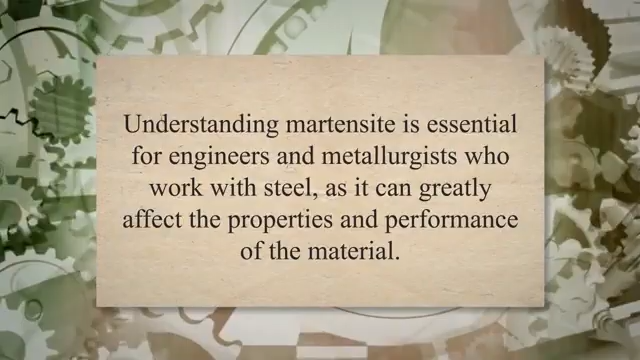 Understanding martensite is essential
for engineers and metallurgists who
work with steel, as it can greatly
affect the properties and performance
of the material.